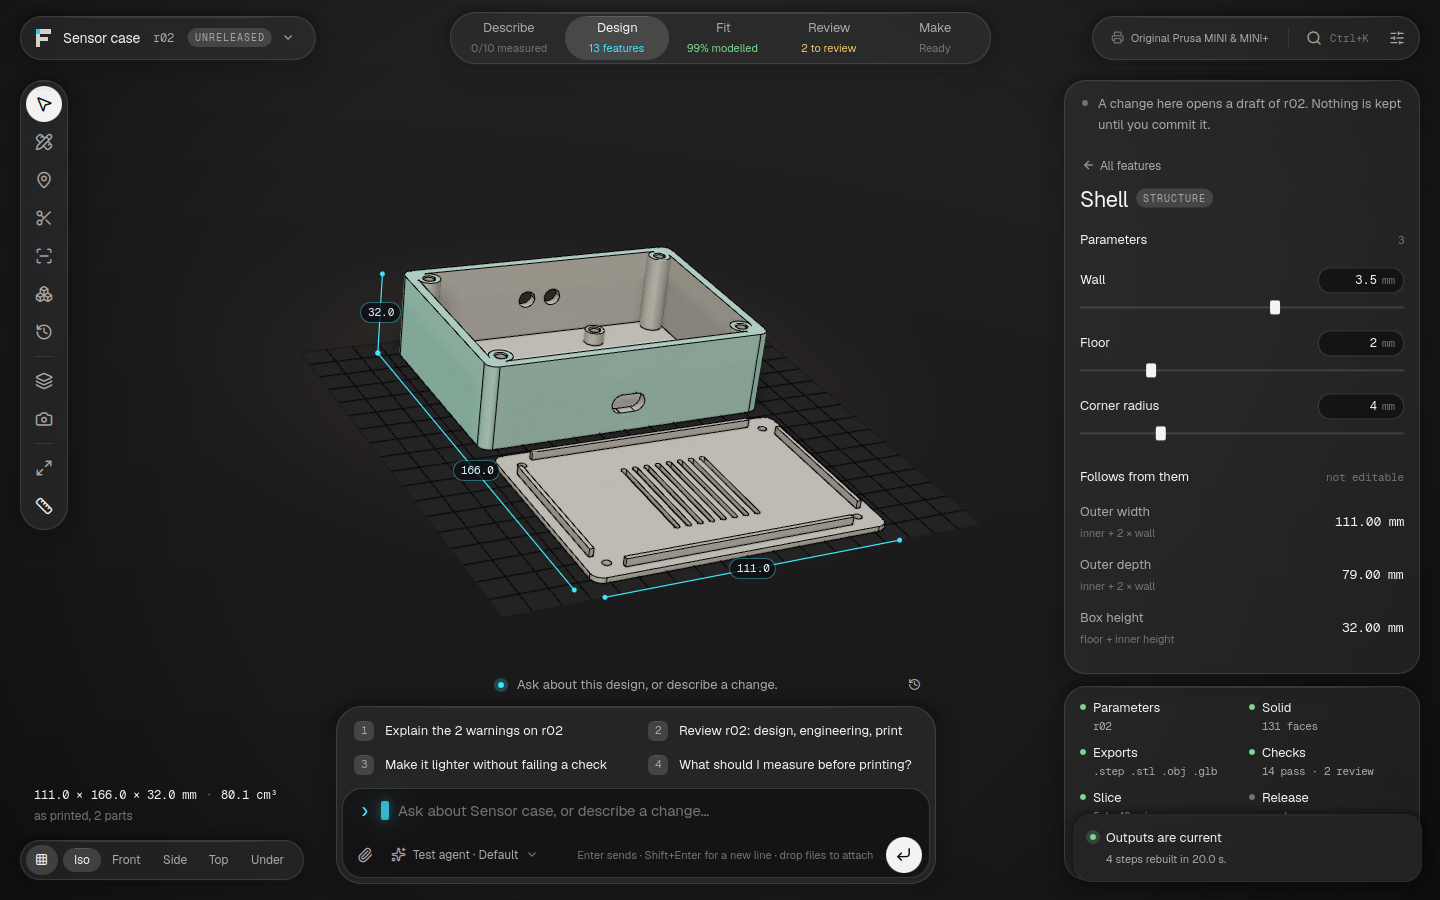 Sensor case r02 UNRELEASED
Describe
0/10 measured
Design
13 features
Fit
99% modelled
Review
2 to review
Make
Ready
Original Prusa MINI & MINI+
Ctrl+K
A change here opens a draft of r02. Nothing is kept
until you commit it.
All features
Shell STRUCTURE
Parameters 3
Wall 3.5 mm
Floor 2 mm
Corner radius 4 mm
Follows from them not editable
Outer width 111.00 mm
inner + 2 × wall
Outer depth 79.00 mm
inner + 2 × wall
Box height 32.00 mm
floor + inner height
32.0
166.0
111.0
Ask about this design, or describe a change.
1 Explain the 2 warnings on r02
2 Review r02: design, engineering, print
3 Make it lighter without failing a check
4 What should I measure before printing?
Ask about Sensor case, or describe a change...
Test agent · Default
Enter sends · Shift+Enter for a new line · drop files to attach
111.0 × 166.0 × 32.0 mm · 80.1 cm³
as printed, 2 parts
Iso Front Side Top Under
Parameters
r02
Solid
131 faces
Exports
.step .stl .obj .glb
Checks
14 pass · 2 review
Slice
Release
Outputs are current
4 steps rebuilt in 20.0 s.